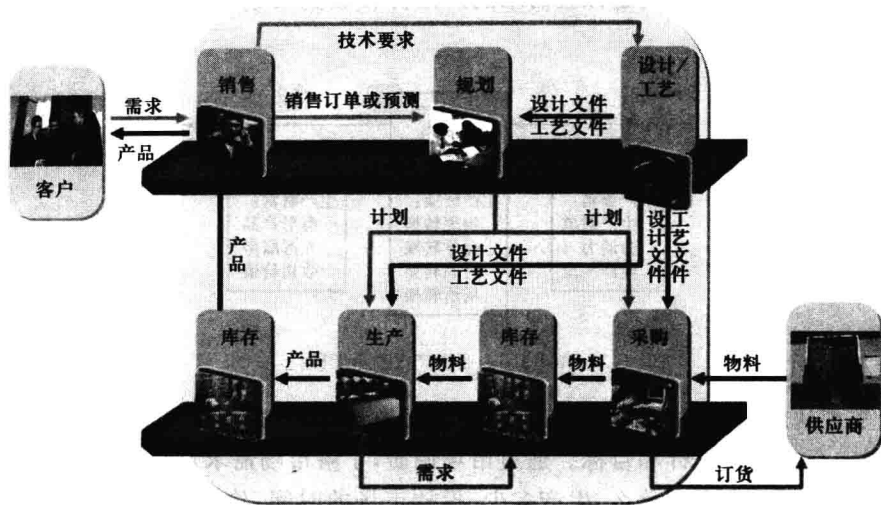 技术要求
销售
规划
设计/
工艺
需求
销售订单或预测
设计文件
工艺文件
产品
客户
计划
计划
设计文件
工艺文件
设计文件
工艺文件
产品
库存
生产
库存
采购
产品
物料
物料
物料
供应商
需求
订货